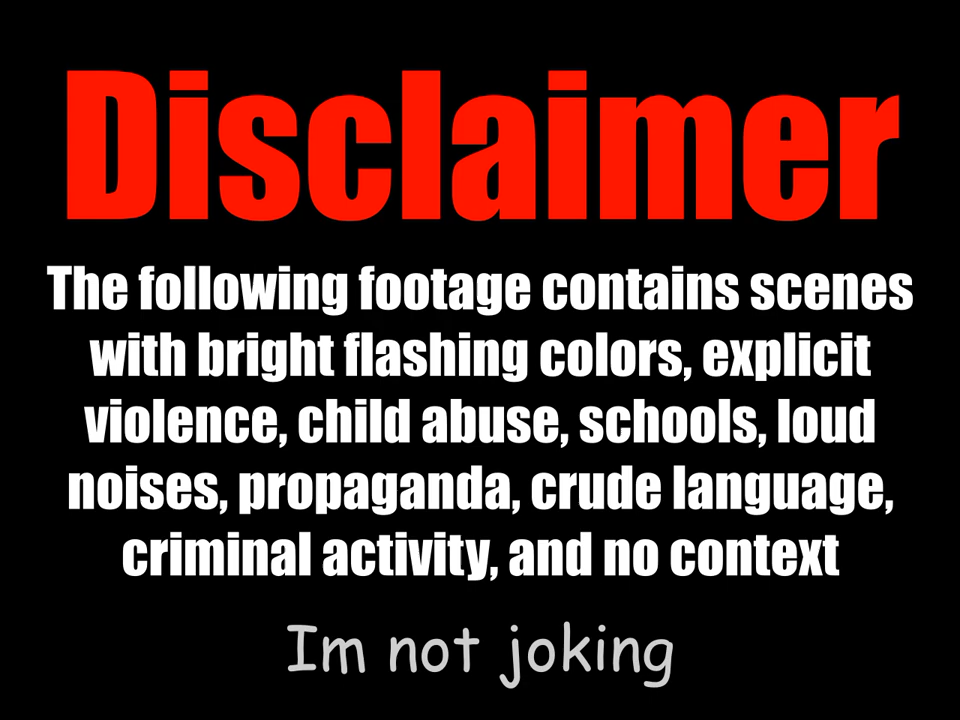 Disclaimer
The following footage contains scenes
with bright flashing colors, explicit
violence, child abuse, schools, loud
noises, propaganda, crude language,
criminal activity, and no context
Im not joking